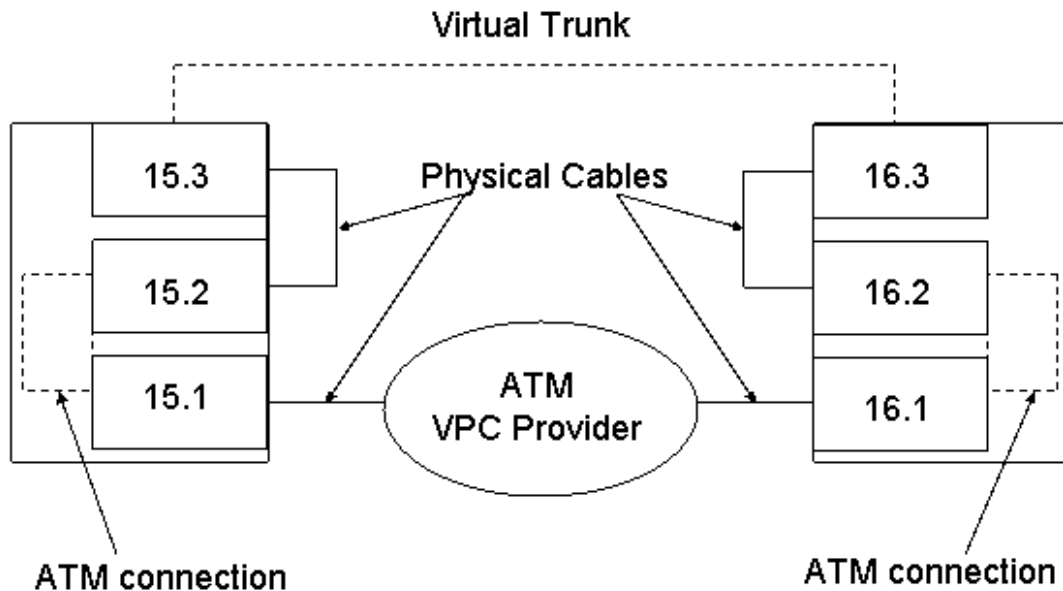 Virtual Trunk
15.3
Physical Cables
16.3
15.2
16.2
15.1
ATM
VPC Provider
16.1
ATM connection
ATM connection